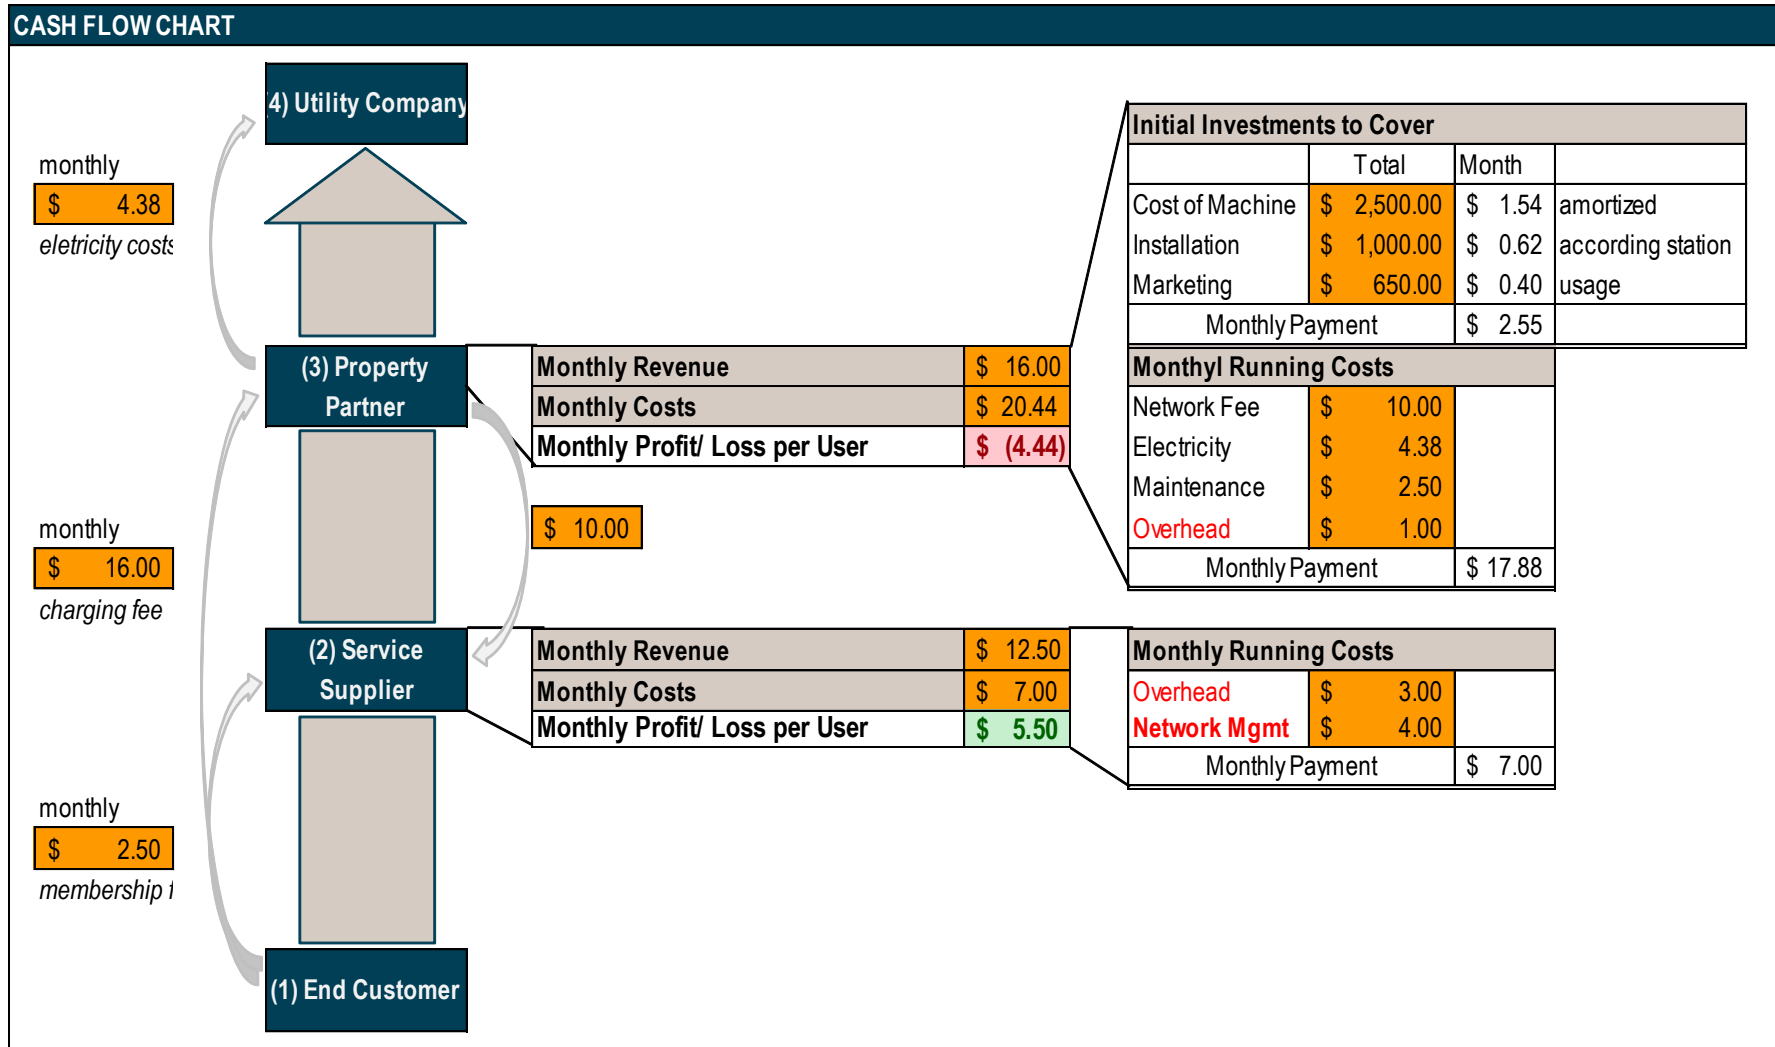 CASH FLOW CHART
4) Utility Company
monthly
$ 4.38
eletricity costs
Initial Investments to Cover
Total Month
Cost of Machine $ 2,500.00 $ 1.54 amortized
Installation $ 1,000.00 $ 0.62 according station
Marketing $ 650.00 $ 0.40 usage
Monthly Payment $ 2.55
(3) Property
Partner
Monthly Revenue $ 16.00
Monthly Costs $ 20.44
Monthly Profit/ Loss per User $ (4.44)
Monthyl Running Costs
Network Fee $ 10.00
Electricity $ 4.38
Maintenance $ 2.50
Overhead $ 1.00
Monthly Payment $ 17.88
$ 10.00
monthly
$ 16.00
charging fee
(2) Service
Supplier
Monthly Revenue $ 12.50
Monthly Costs $ 7.00
Monthly Profit/ Loss per User $ 5.50
Monthly Running Costs
Overhead $ 3.00
Network Mgmt $ 4.00
Monthly Payment $ 7.00
monthly
$ 2.50
membership f
(1) End Customer